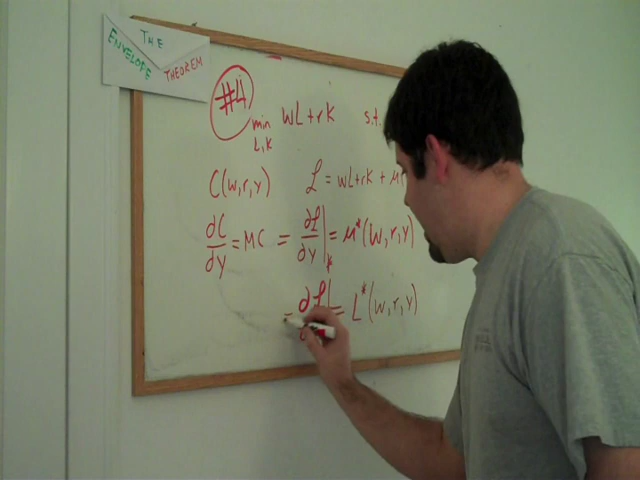 THE
ENVELOPE
THEOREM
#4
min wL+rK s.t.
L,K
C(w,r,y) ℒ = wL+rK + μ
∂C/∂y = MC = ∂ℒ/∂y|* = μ*(w,r,y)
= ∂ℒ| = L*(w,r,y)